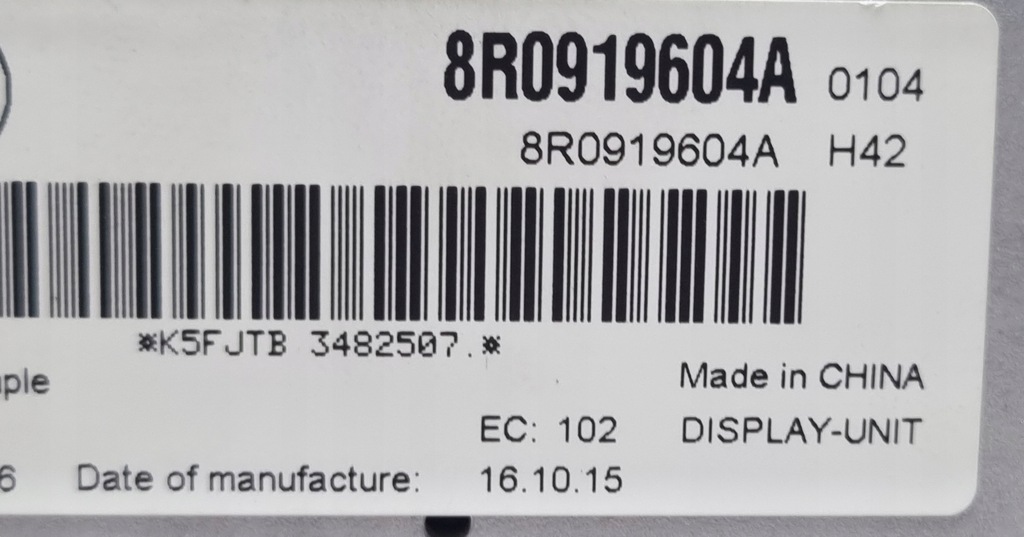 8R0919604A 0104
8R0919604A H42
*K5FJTB 3482507.*
Made in CHINA
EC: 102 DISPLAY-UNIT
6 Date of manufacture: 16.10.15